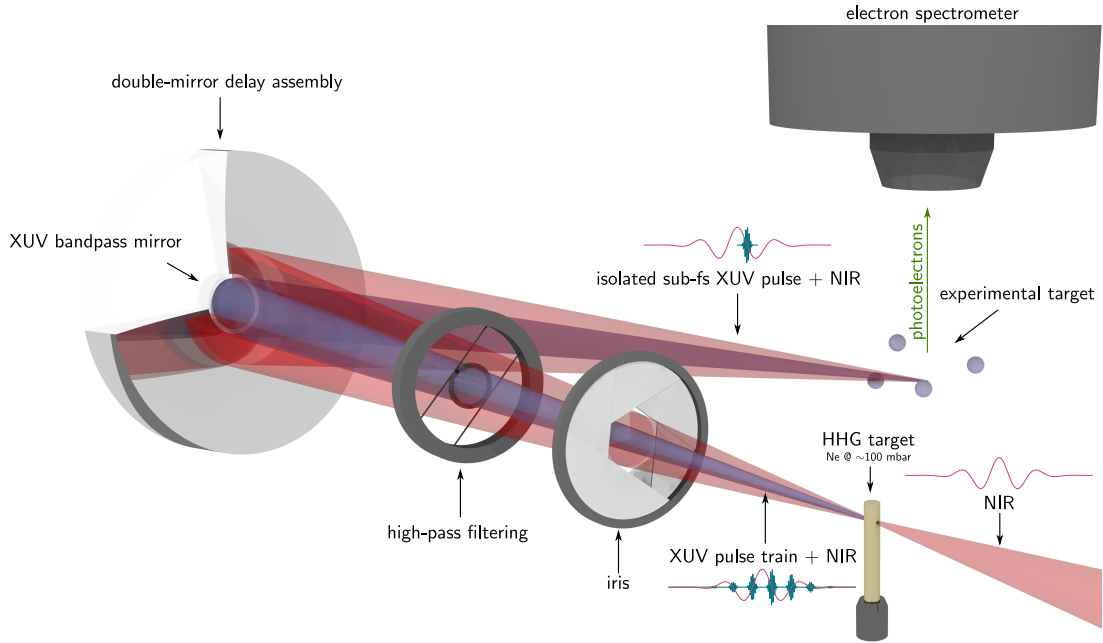 electron spectrometer
double-mirror delay assembly
XUV bandpass mirror
isolated sub-fs XUV pulse + NIR
photoelectrons
experimental target
HHG target
Ne @ ~100 mbar
NIR
high-pass filtering
XUV pulse train + NIR
iris